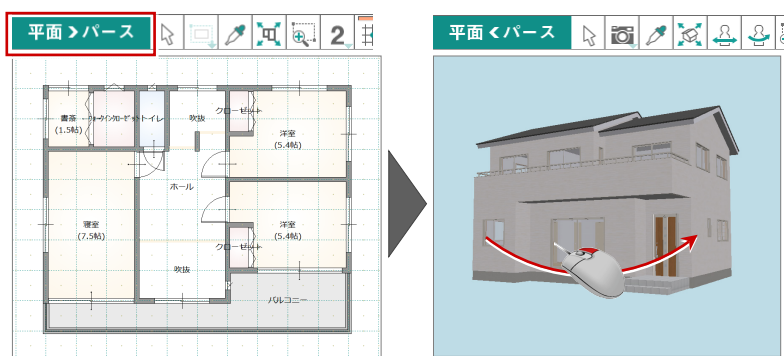 平面 > パース
2
平面 < パース
クローゼット
書斎
(1.5帖)
ウォークインクローゼット
トイレ
吹抜
洋室
(5.4帖)
ホール
寝室
(7.5帖)
洋室
(5.4帖)
クローゼット
吹抜
バルコニー